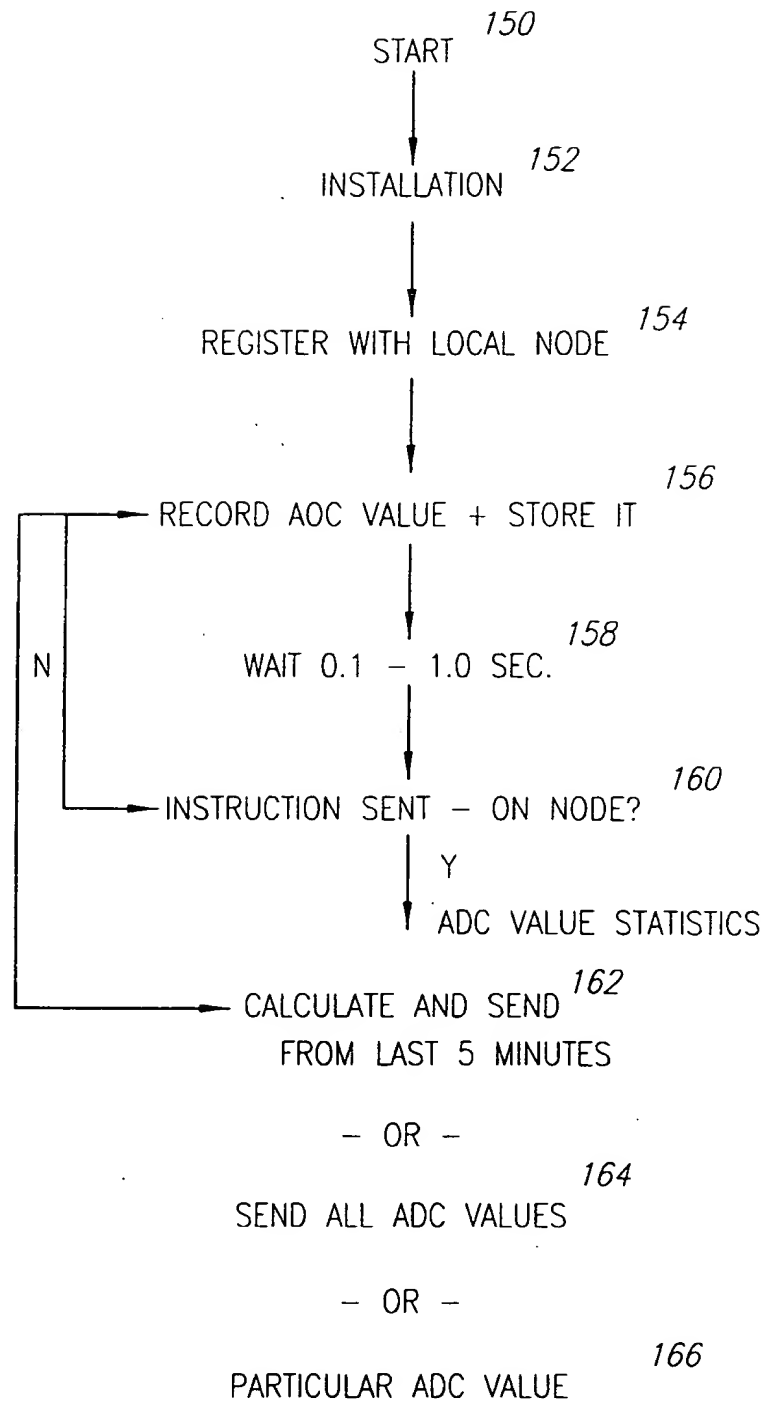 START 150
INSTALLATION 152
REGISTER WITH LOCAL NODE 154
RECORD AOC VALUE + STORE IT 156
N
WAIT 0.1 – 1.0 SEC. 158
INSTRUCTION SENT – ON NODE? 160
Y
ADC VALUE STATISTICS
CALCULATE AND SEND 162
FROM LAST 5 MINUTES
– OR –
SEND ALL ADC VALUES 164
– OR –
PARTICULAR ADC VALUE 166